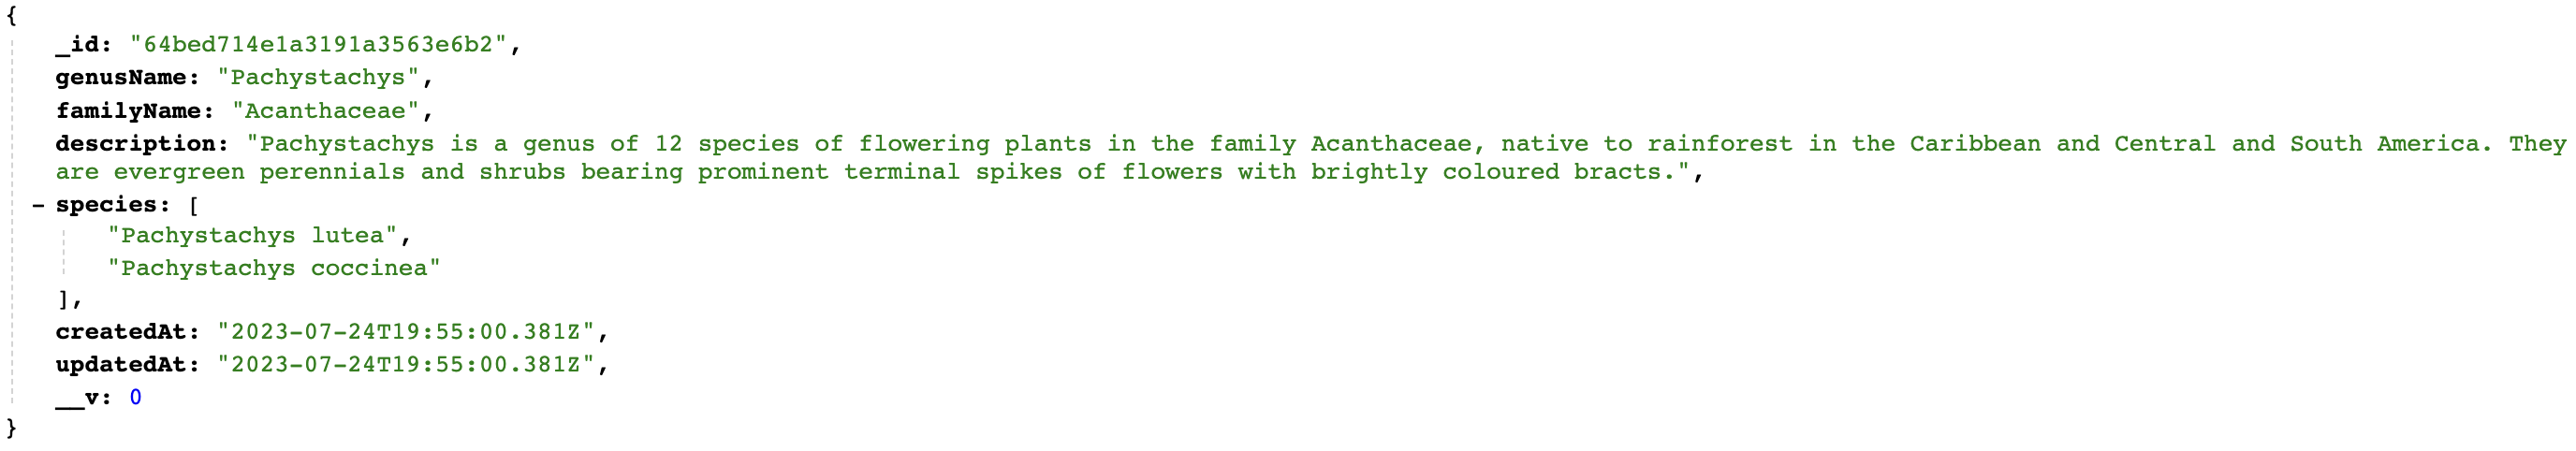 {
_id: "64bed714e1a3191a3563e6b2",
genusName: "Pachystachys",
familyName: "Acanthaceae",
description: "Pachystachys is a genus of 12 species of flowering plants in the family Acanthaceae, native to rainforest in the Caribbean and Central and South America. They
are evergreen perennials and shrubs bearing prominent terminal spikes of flowers with brightly coloured bracts.",
- species: [
"Pachystachys lutea",
"Pachystachys coccinea"
],
createdAt: "2023-07-24T19:55:00.381Z",
updatedAt: "2023-07-24T19:55:00.381Z",
__v: 0
}